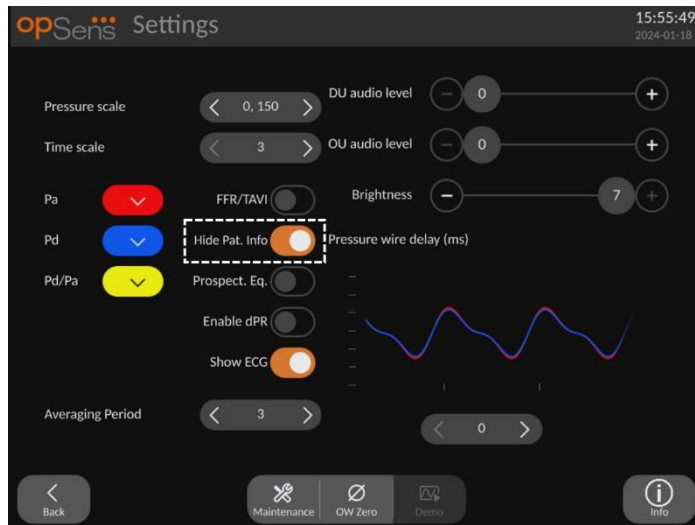 opSens Settings
15:55:49
2024-01-18
Pressure scale
0, 150
Time scale
3
DU audio level
0
OU audio level
0
Brightness
7
Pa
Pd
Pd/Pa
FFR/TAVI
Hide Pat. Info
Prospect. Eq.
Enable dPR
Show ECG
Pressure wire delay (ms)
Averaging Period
3
0
Back
Maintenance
OW Zero
Demo
Info